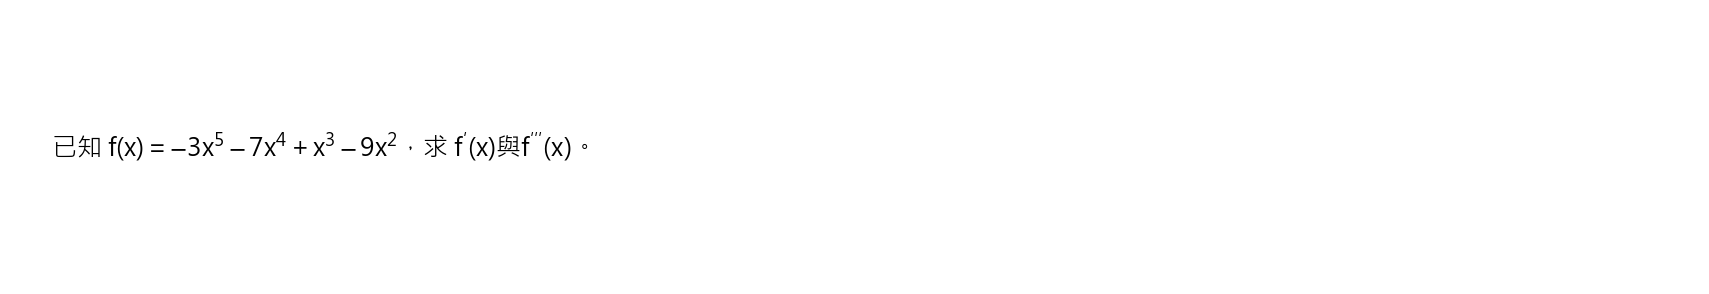 已知 f(x) = −3x⁵ − 7x⁴ + x³ − 9x²，求 f′(x)與f‴(x)。